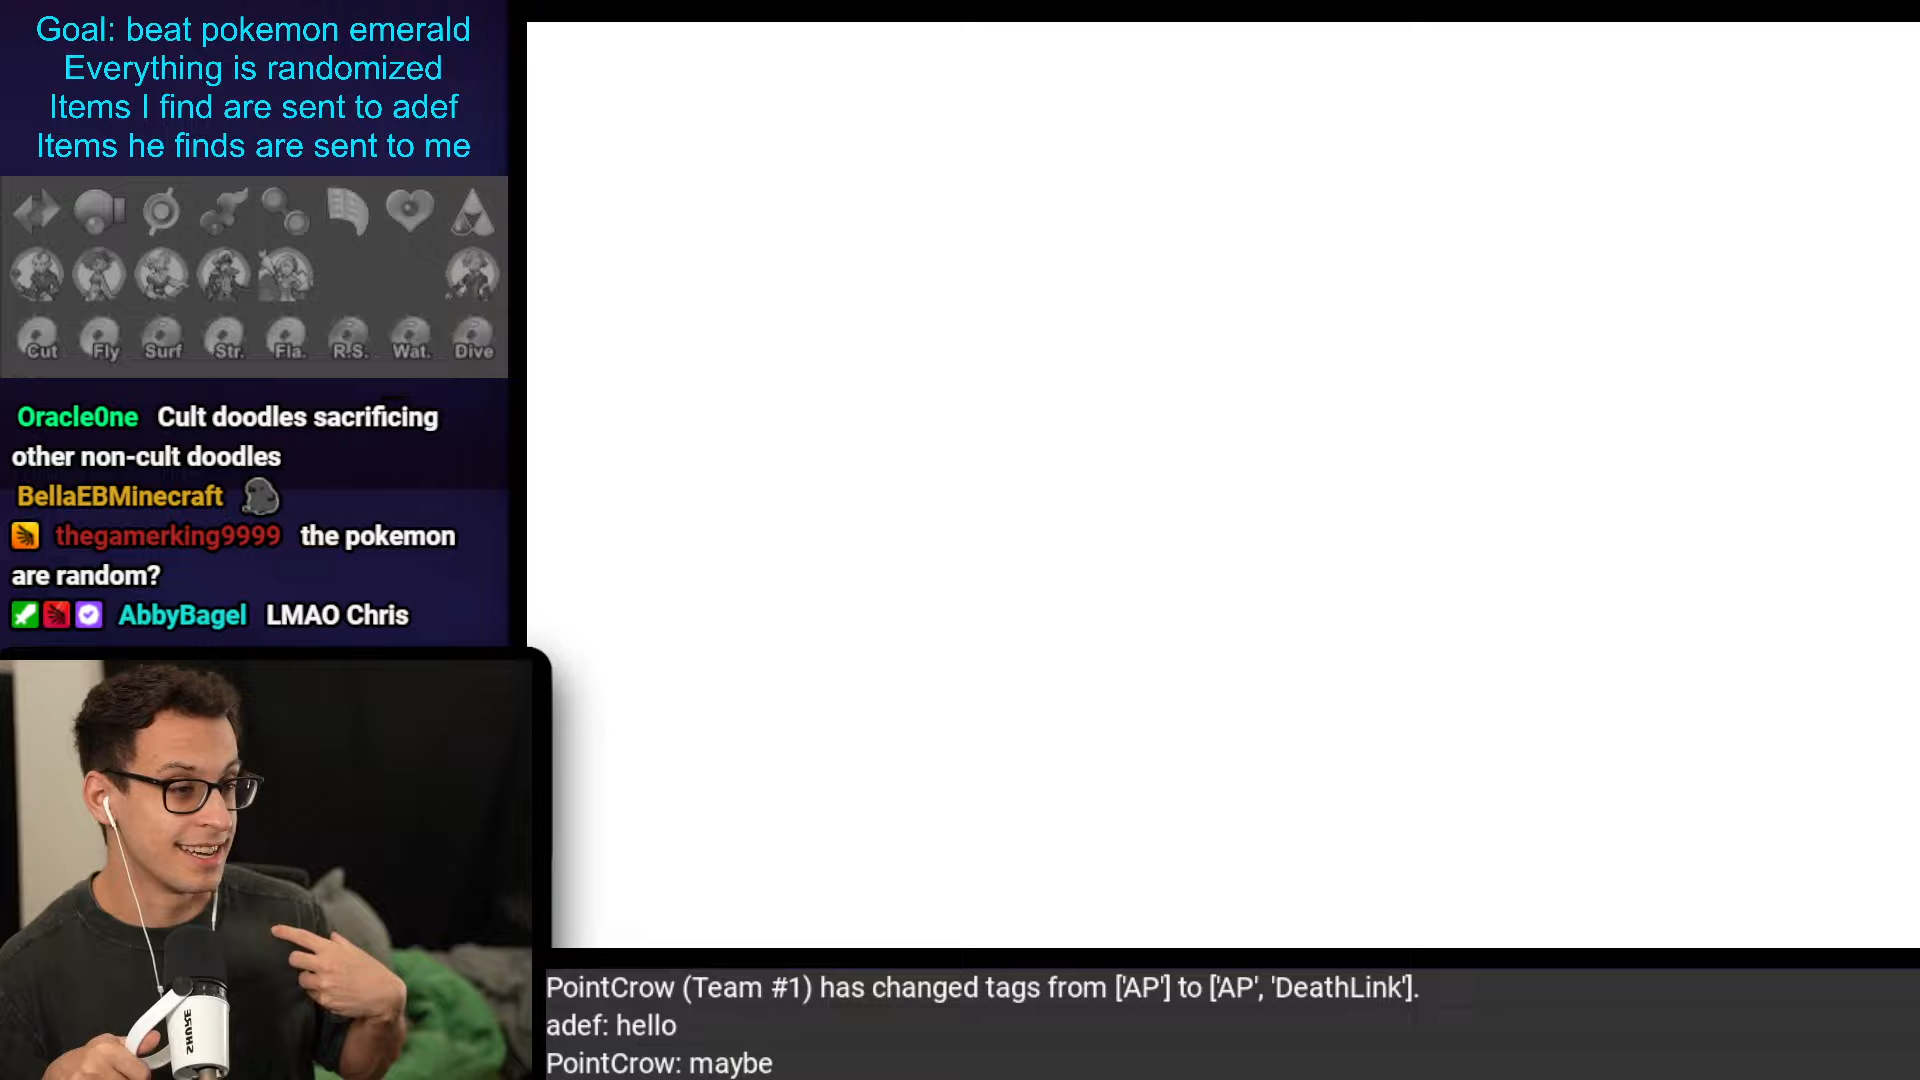 Goal: beat pokemon emerald
Everything is randomized
Items I find are sent to adef
Items he finds are sent to me
Cut Fly Surf Str. Fla. R.S. Wat. Dive
Oracle0ne Cult doodles sacrificing
other non-cult doodles
BellaEBMinecraft
thegamerking9999 the pokemon
are random?
AbbyBagel LMAO Chris
SHURE
PointCrow (Team #1) has changed tags from ['AP'] to ['AP', 'DeathLink'].
adef: hello
PointCrow: maybe